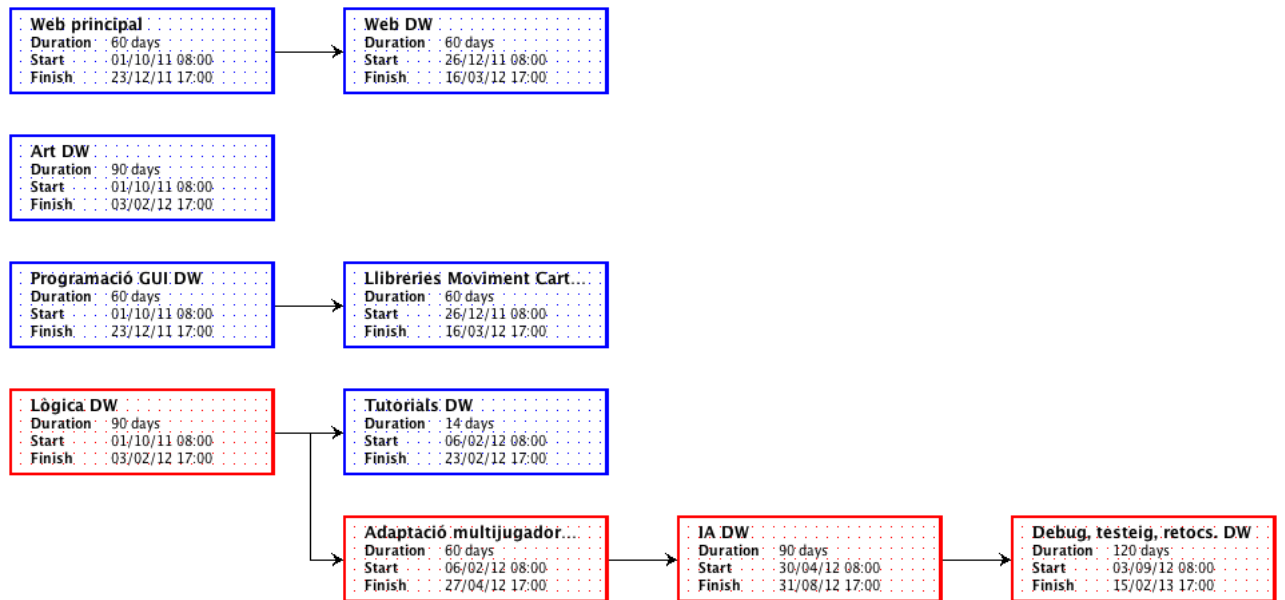 Web principal
Duration 60 days
Start 01/10/11 08:00
Finish 23/12/11 17:00
Web DW
Duration 60 days
Start 26/12/11 08:00
Finish 16/03/12 17:00
Art DW
Duration 90 days
Start 01/10/11 08:00
Finish 03/02/12 17:00
Programació GUI DW
Duration 60 days
Start 01/10/11 08:00
Finish 23/12/11 17:00
Llibreries Moviment Cart....
Duration 60 days
Start 26/12/11 08:00
Finish 16/03/12 17:00
Lògica DW
Duration 90 days
Start 01/10/11 08:00
Finish 03/02/12 17:00
Tutorials DW
Duration 14 days
Start 06/02/12 08:00
Finish 23/02/12 17:00
Adaptació multijugador...
Duration 60 days
Start 06/02/12 08:00
Finish 27/04/12 17:00
IA DW
Duration 90 days
Start 30/04/12 08:00
Finish 31/08/12 17:00
Debug, testeig, retocs. DW
Duration 120 days
Start 03/09/12 08:00
Finish 15/02/13 17:00